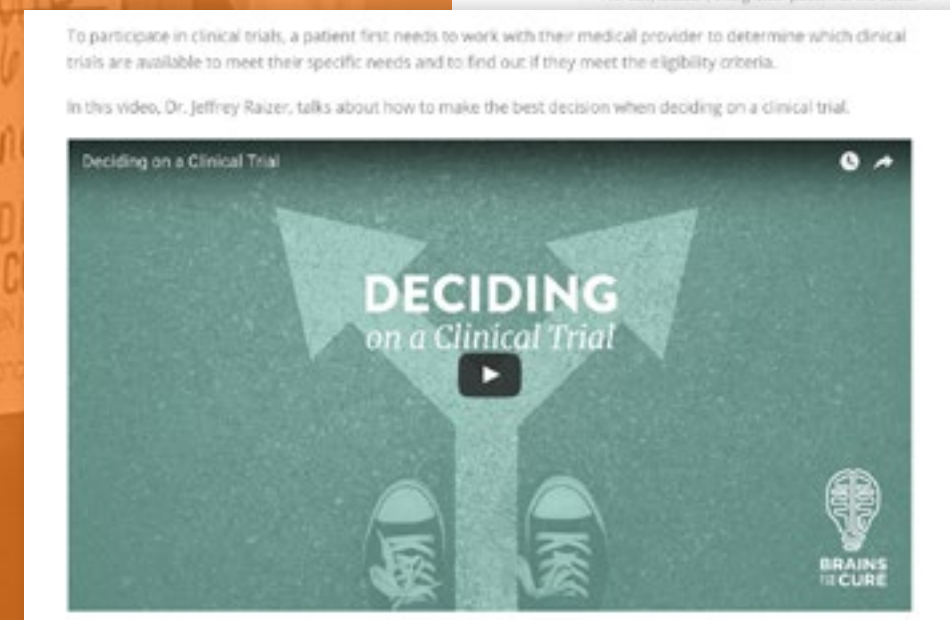 To participate in clinical trials, a patient first needs to work with their medical provider to determine which clinical
trials are available to meet their specific needs and to find out if they meet the eligibility criteria.
In this video, Dr. Jeffrey Raizer, talks about how to make the best decision when deciding on a clinical trial.
Deciding on a Clinical Trial
DECIDING
on a Clinical Trial
BRAINS
FOR THE CURE